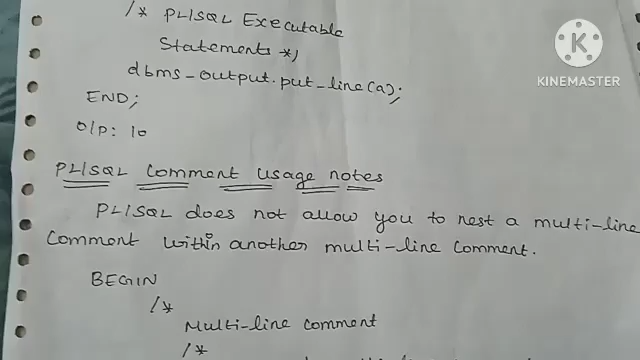 /* PL/SQL Executable
Statements */
dbms_output.put_line(a);
END;
O/P: 10
PL/SQL Comment usage notes
PL/SQL does not allow you to nest a multi-line
comment within another multi-line comment.
BEGIN
/*
Multi-line comment
/*
KINEMASTER